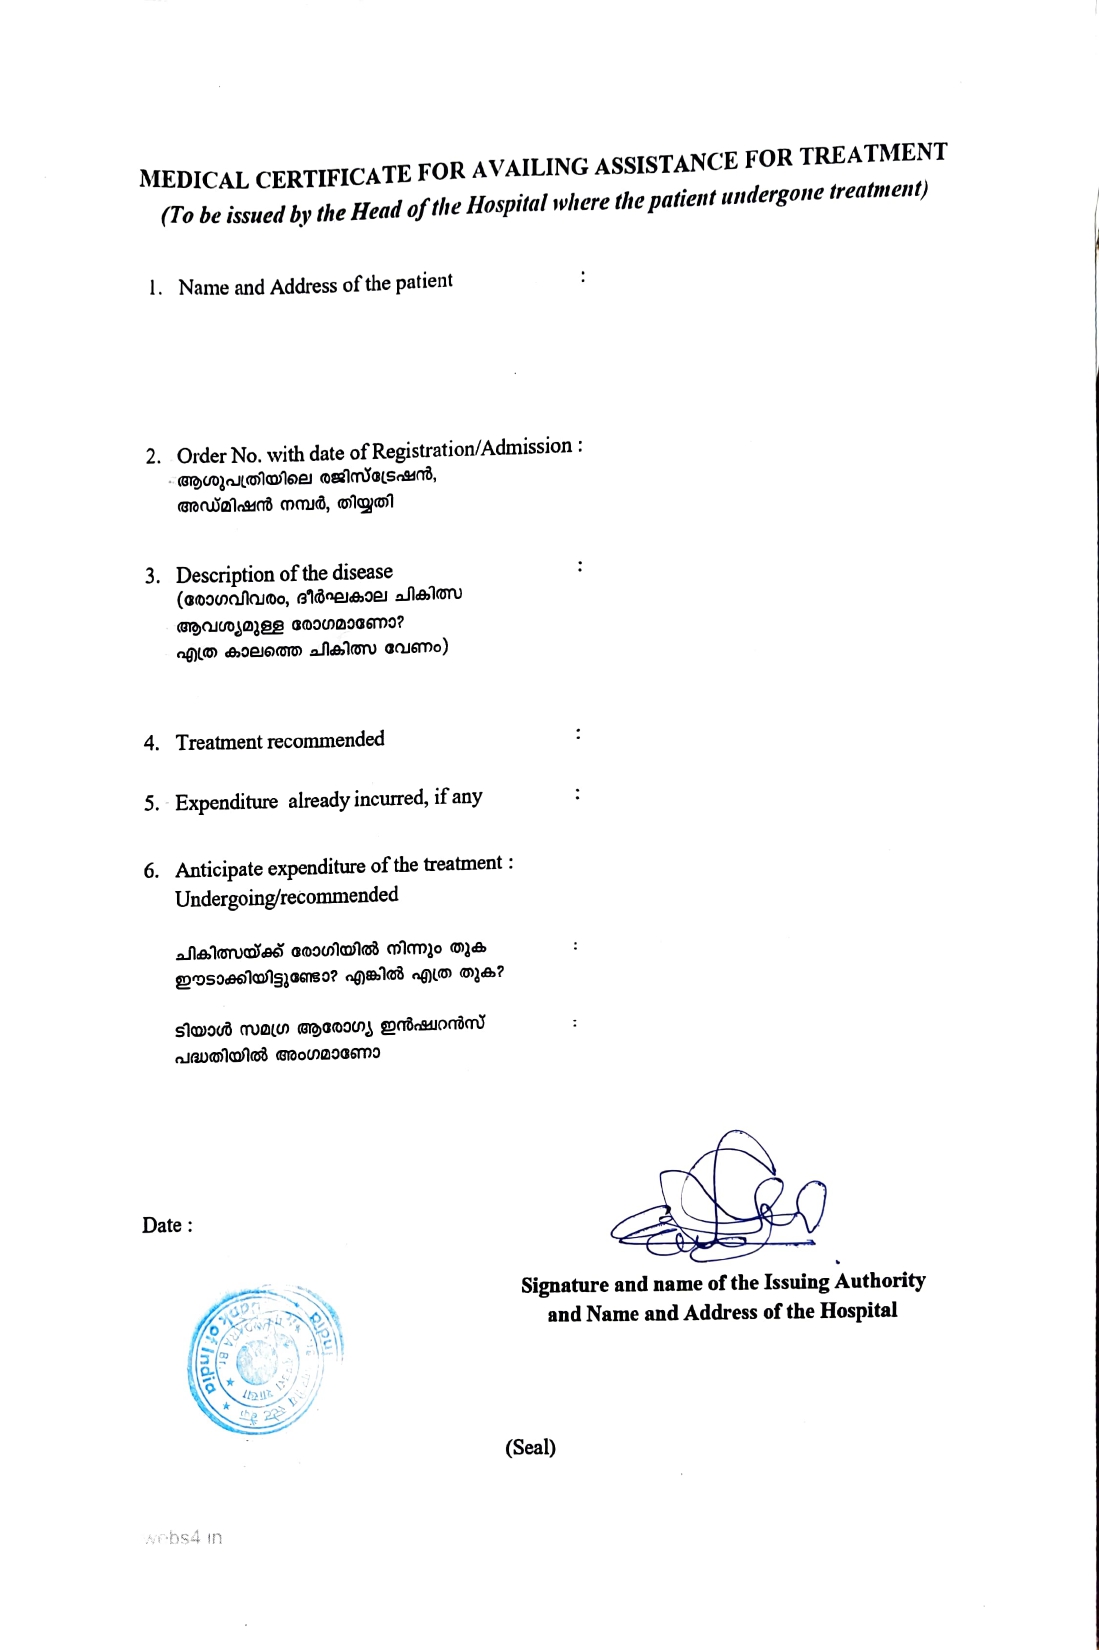 MEDICAL CERTIFICATE FOR AVAILING ASSISTANCE FOR TREATMENT
(To be issued by the Head of the Hospital where the patient undergone treatment)
1. Name and Address of the patient :
2. Order No. with date of Registration/Admission :
ആശുപത്രിയിലെ രജിസ്ട്രേഷൻ,
അഡ്മിഷൻ നമ്പർ, തിയ്യതി
3. Description of the disease :
(രോഗവിവരം, ദീർഘകാല ചികിത്സ
ആവശ്യമുള്ള രോഗമാണോ?
എത്ര കാലത്തെ ചികിത്സ വേണം)
4. Treatment recommended :
5. Expenditure already incurred, if any :
6. Anticipate expenditure of the treatment :
Undergoing/recommended
ചികിത്സയ്ക്ക് രോഗിയിൽ നിന്നും തുക :
ഈടാക്കിയിട്ടുണ്ടോ? എങ്കിൽ എത്ര തുക?
ടിയാൾ സമഗ്ര ആരോഗ്യ ഇൻഷുറൻസ് :
പദ്ധതിയിൽ അംഗമാണോ
Date :
Signature and name of the Issuing Authority
and Name and Address of the Hospital
(Seal)
webs4 in